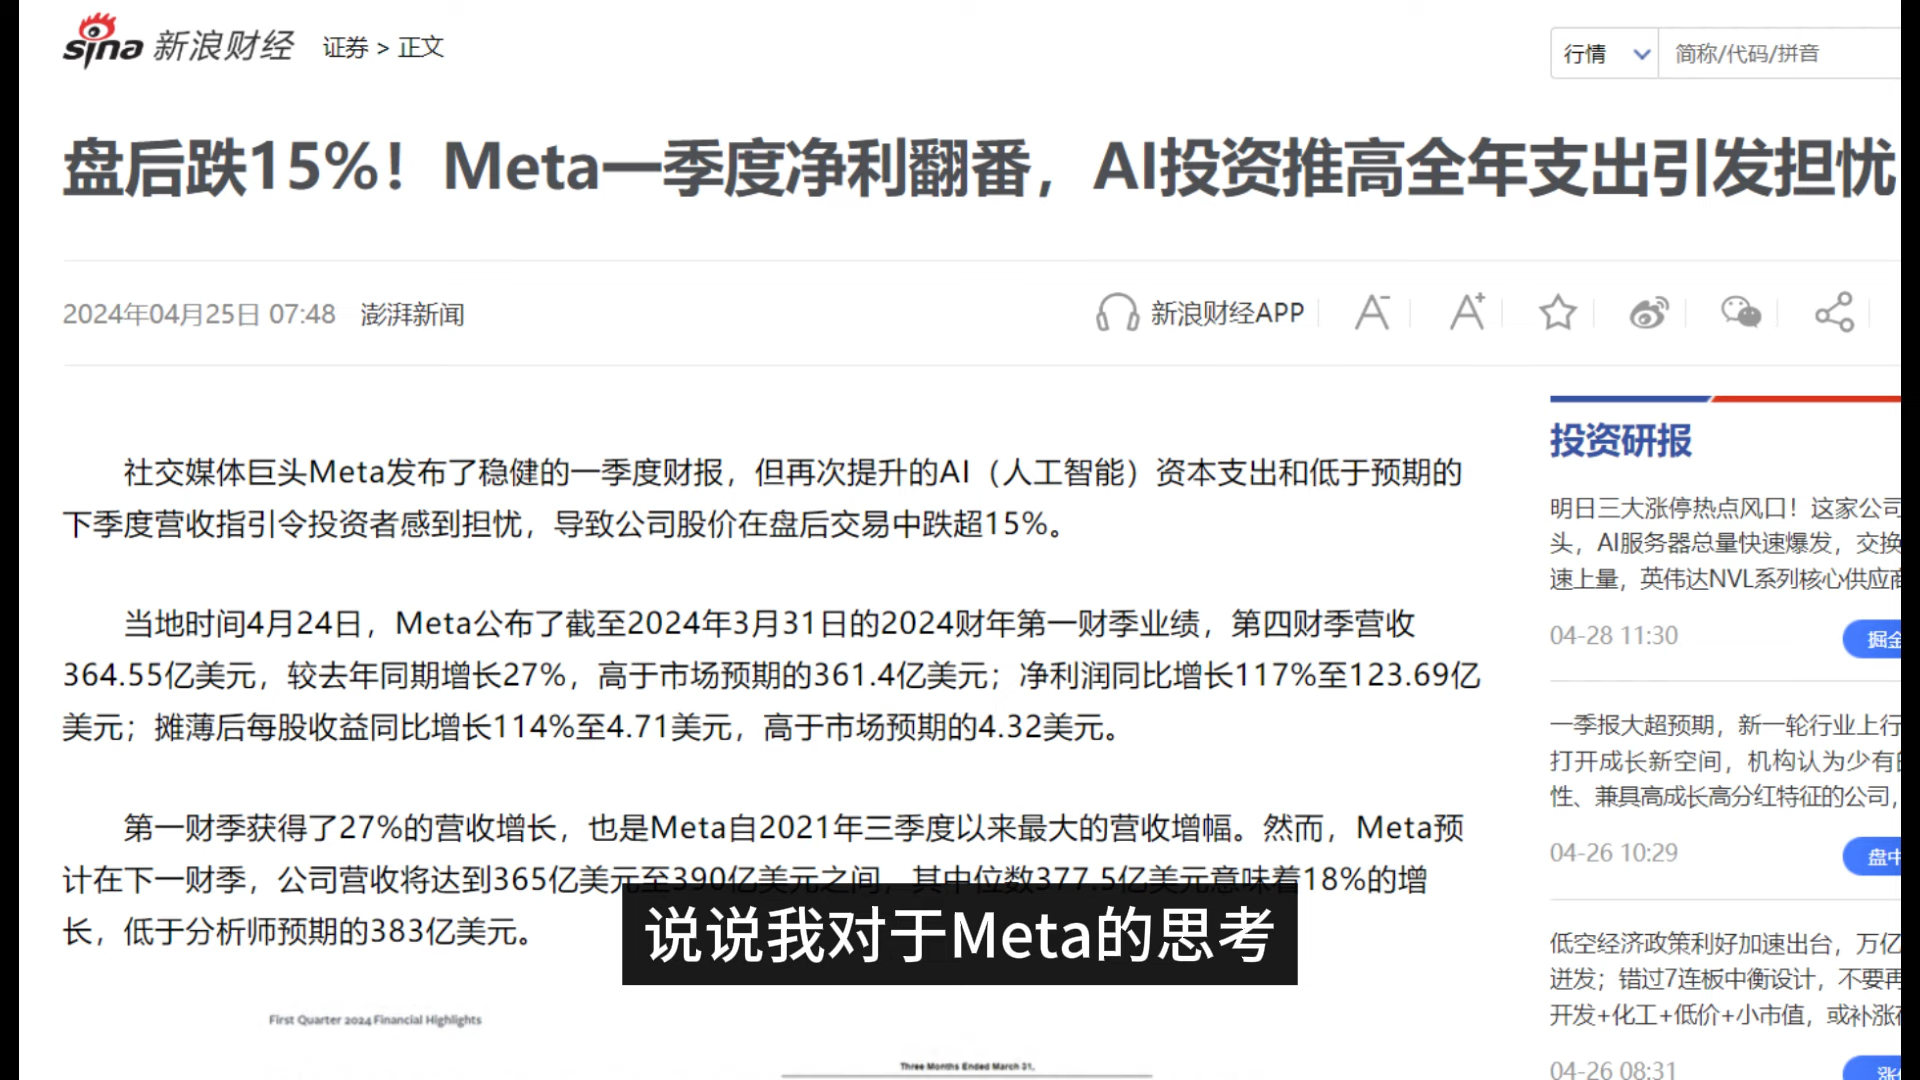 sina 新浪财经 证券 > 正文
行情 简称/代码/拼音
盘后跌15%！Meta一季度净利翻番，AI投资推高全年支出引发担忧
2024年04月25日 07:48 澎湃新闻
新浪财经APP A- A+
社交媒体巨头Meta发布了稳健的一季度财报，但再次提升的AI（人工智能）资本支出和低于预期的
下季度营收指引令投资者感到担忧，导致公司股价在盘后交易中跌超15%。
当地时间4月24日，Meta公布了截至2024年3月31日的2024财年第一财季业绩，第四财季营收
364.55亿美元，较去年同期增长27%，高于市场预期的361.4亿美元；净利润同比增长117%至123.69亿
美元；摊薄后每股收益同比增长114%至4.71美元，高于市场预期的4.32美元。
第一财季获得了27%的营收增长，也是Meta自2021年三季度以来最大的营收增幅。然而，Meta预
计在下一财季，公司营收将达到365亿美元至390亿美元之间，其中位数377.5亿美元意味着18%的增
长，低于分析师预期的383亿美元。
说说我对于Meta的思考
First Quarter 2024 Financial Highlights
Three Months Ended March 31,
投资研报
明日三大涨停热点风口！这家公司
头，AI服务器总量快速爆发，交换
速上量，英伟达NVL系列核心供应商
04-28 11:30 掘金
一季报大超预期，新一轮行业上行
打开成长新空间，机构认为少有的
性、兼具高成长高分红特征的公司，
04-26 10:29 盘中
低空经济政策利好加速出台，万亿
迸发；错过7连板中衡设计，不要再
开发+化工+低价+小市值，或补涨
04-26 08:31